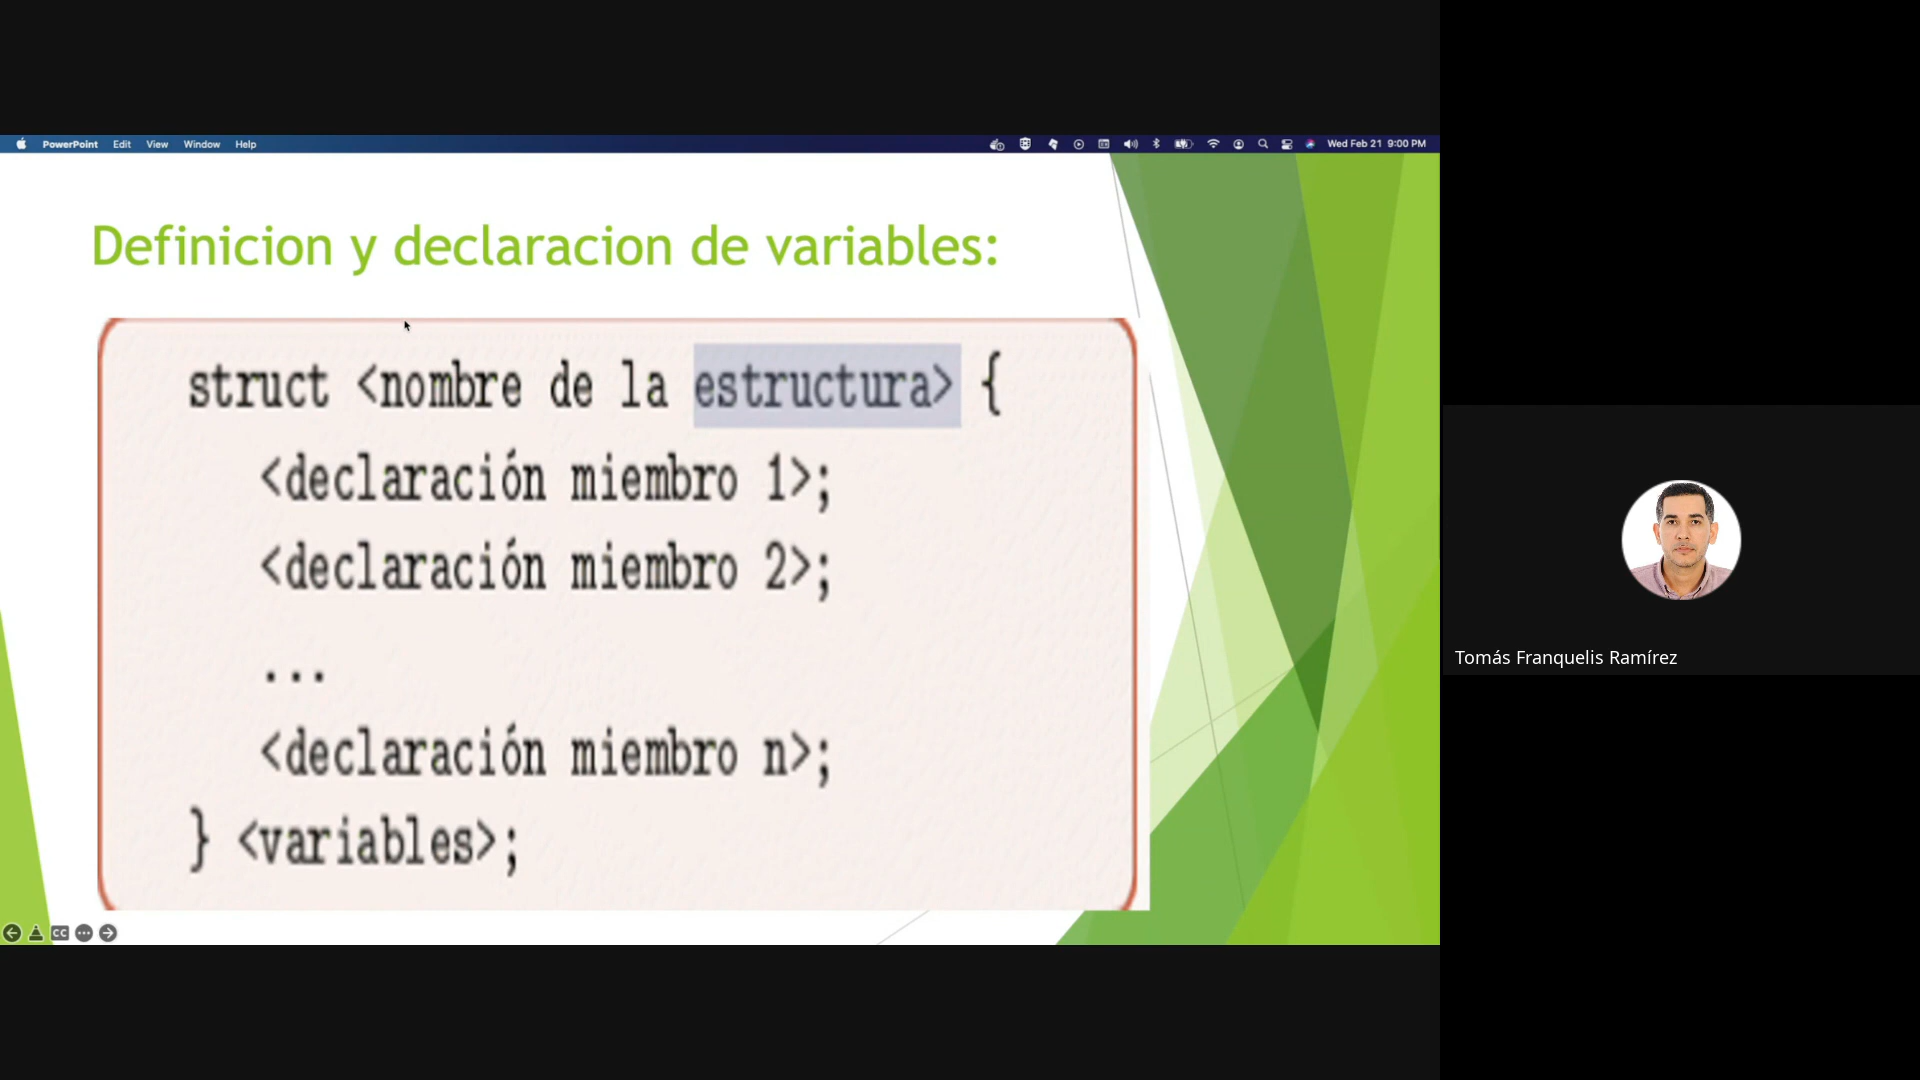 PowerPoint Edit View Window Help Wed Feb 21 9:00 PM
Definicion y declaracion de variables:
struct <nombre de la estructura> {
<declaración miembro 1>;
<declaración miembro 2>;
...
<declaración miembro n>;
} <variables>;
CC
Tomás Franquelis Ramírez